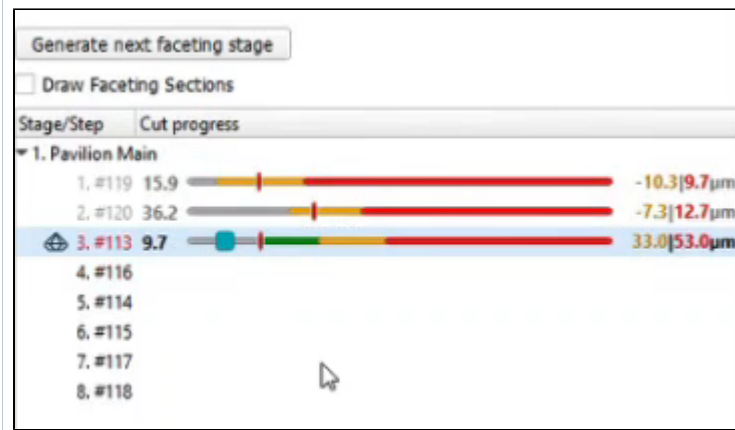 Generate next faceting stage
Draw Faceting Sections
Stage/Step Cut progress
1. Pavilion Main
1. #119 15.9 -10.3|9.7µm
2. #120 36.2 -7.3|12.7µm
3. #113 9.7 33.0|53.0µm
4. #116
5. #114
6. #115
7. #117
8. #118